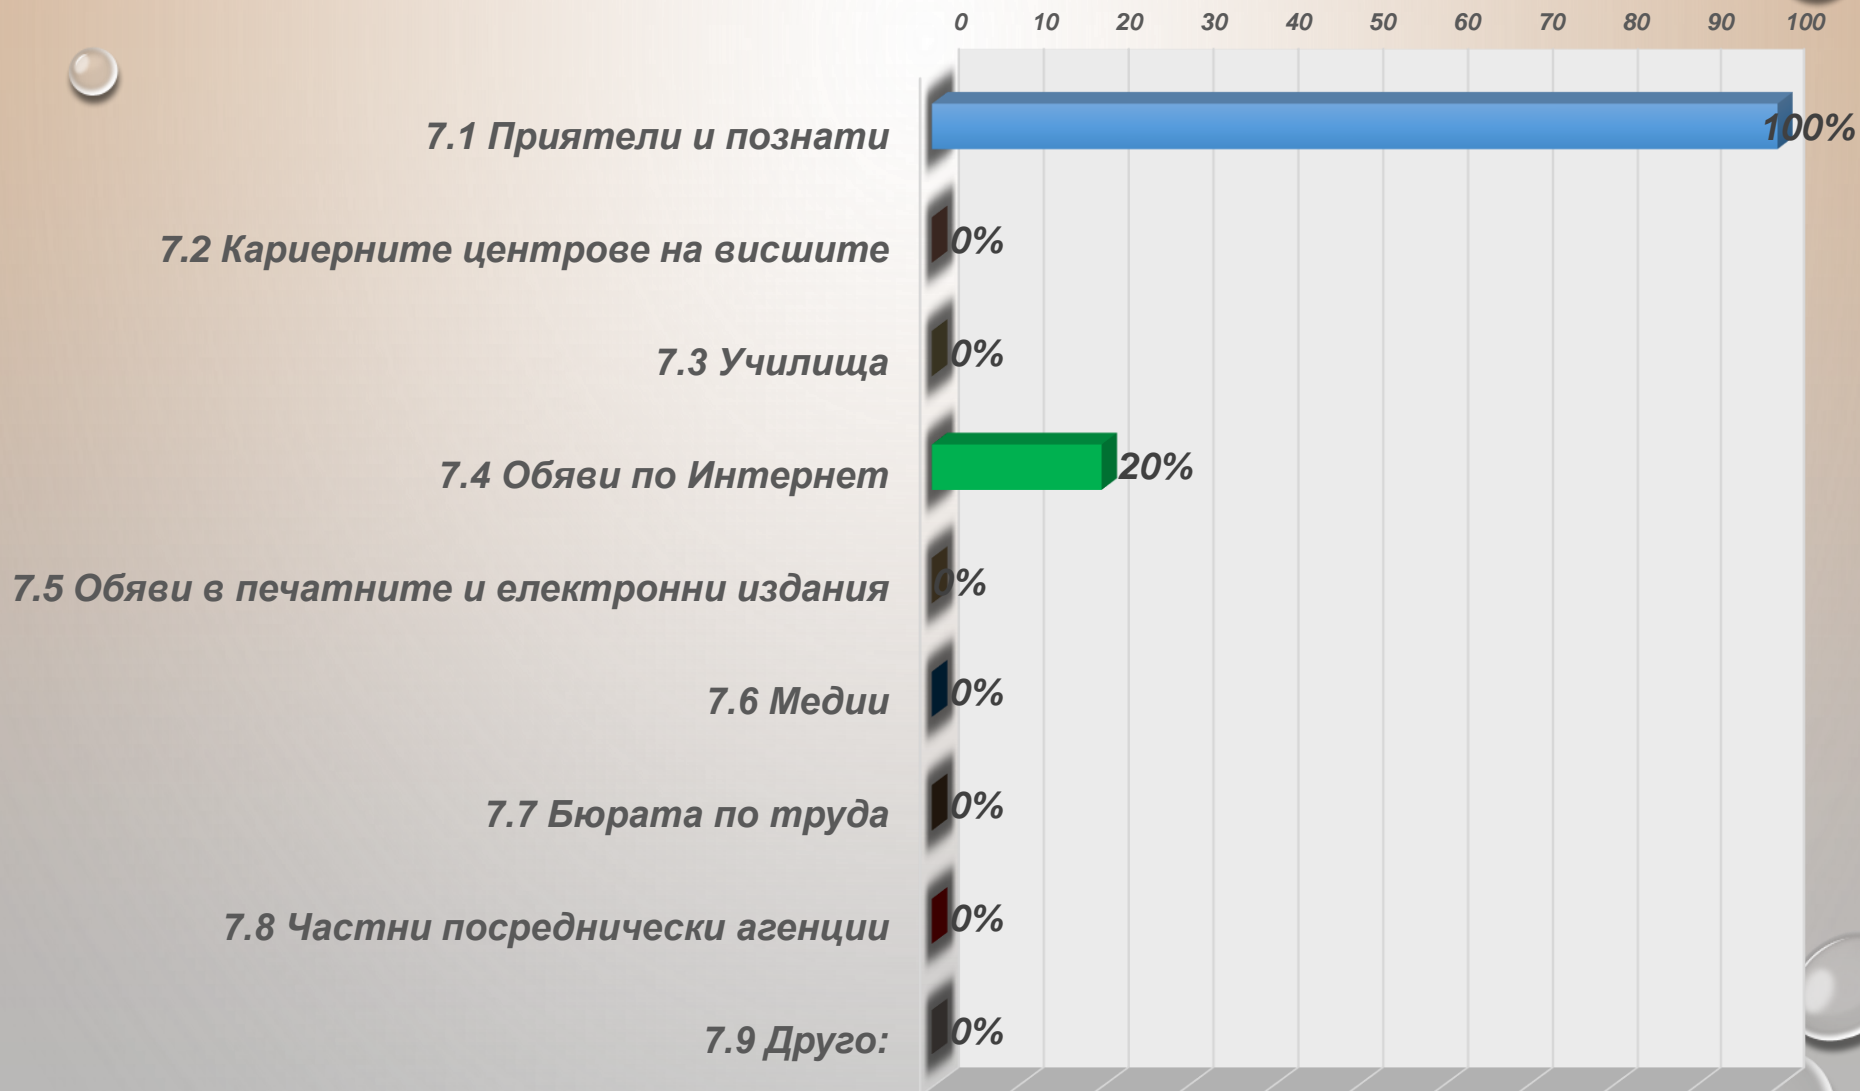 0 10 20 30 40 50 60 70 80 90 100
7.1 Приятели и познати 100%
7.2 Кариерните центрове на висшите 0%
7.3 Училища 0%
7.4 Обяви по Интернет 20%
7.5 Обяви в печатните и електронни издания 0%
7.6 Медии 0%
7.7 Бюрата по труда 0%
7.8 Частни посреднически агенции 0%
7.9 Друго: 0%